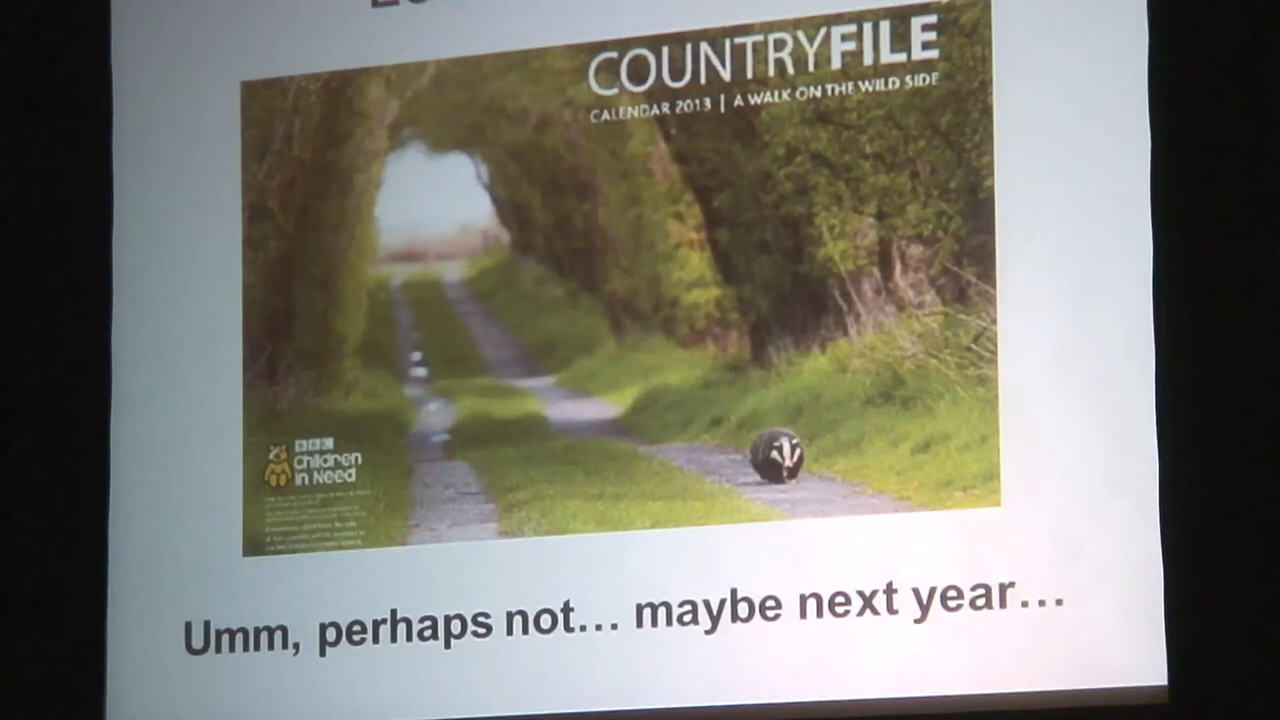 COUNTRYFILE
CALENDAR 2013 | A WALK ON THE WILD SIDE
BBC
Children
in Need
Umm, perhaps not... maybe next year...